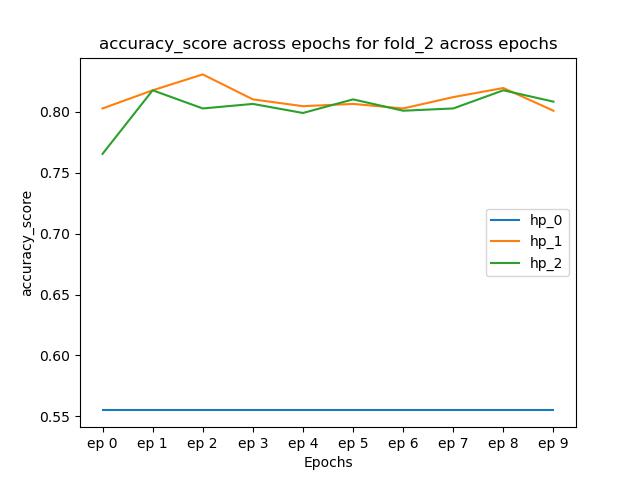 accuracy_score across epochs for fold_2 across epochs
accuracy_score
0.80
0.75
0.70
0.65
0.60
0.55
hp_0
hp_1
hp_2
ep 0 ep 1 ep 2 ep 3 ep 4 ep 5 ep 6 ep 7 ep 8 ep 9
Epochs